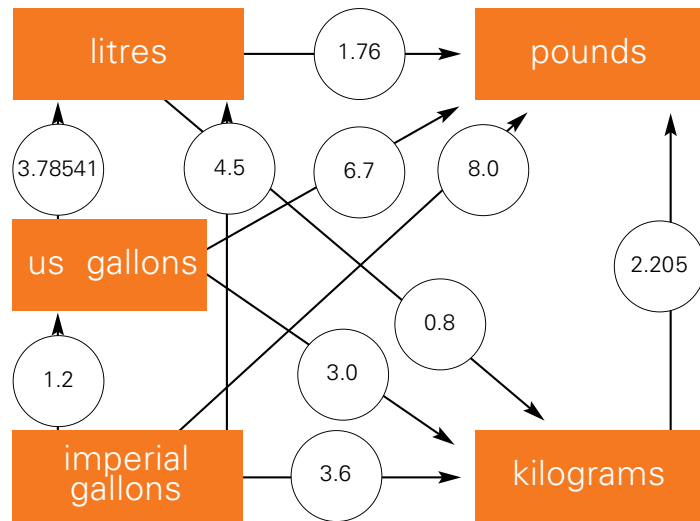 litres
1.76
pounds
3.78541
4.5
6.7
8.0
us gallons
2.205
0.8
1.2
3.0
imperial
gallons
3.6
kilograms